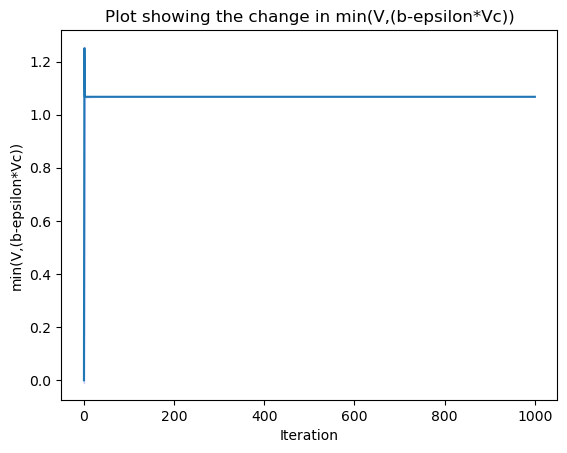 Plot showing the change in min(V,(b-epsilon*Vc))
min(V,(b-epsilon*Vc))
1.2
1.0
0.8
0.6
0.4
0.2
0.0
0 200 400 600 800 1000
Iteration